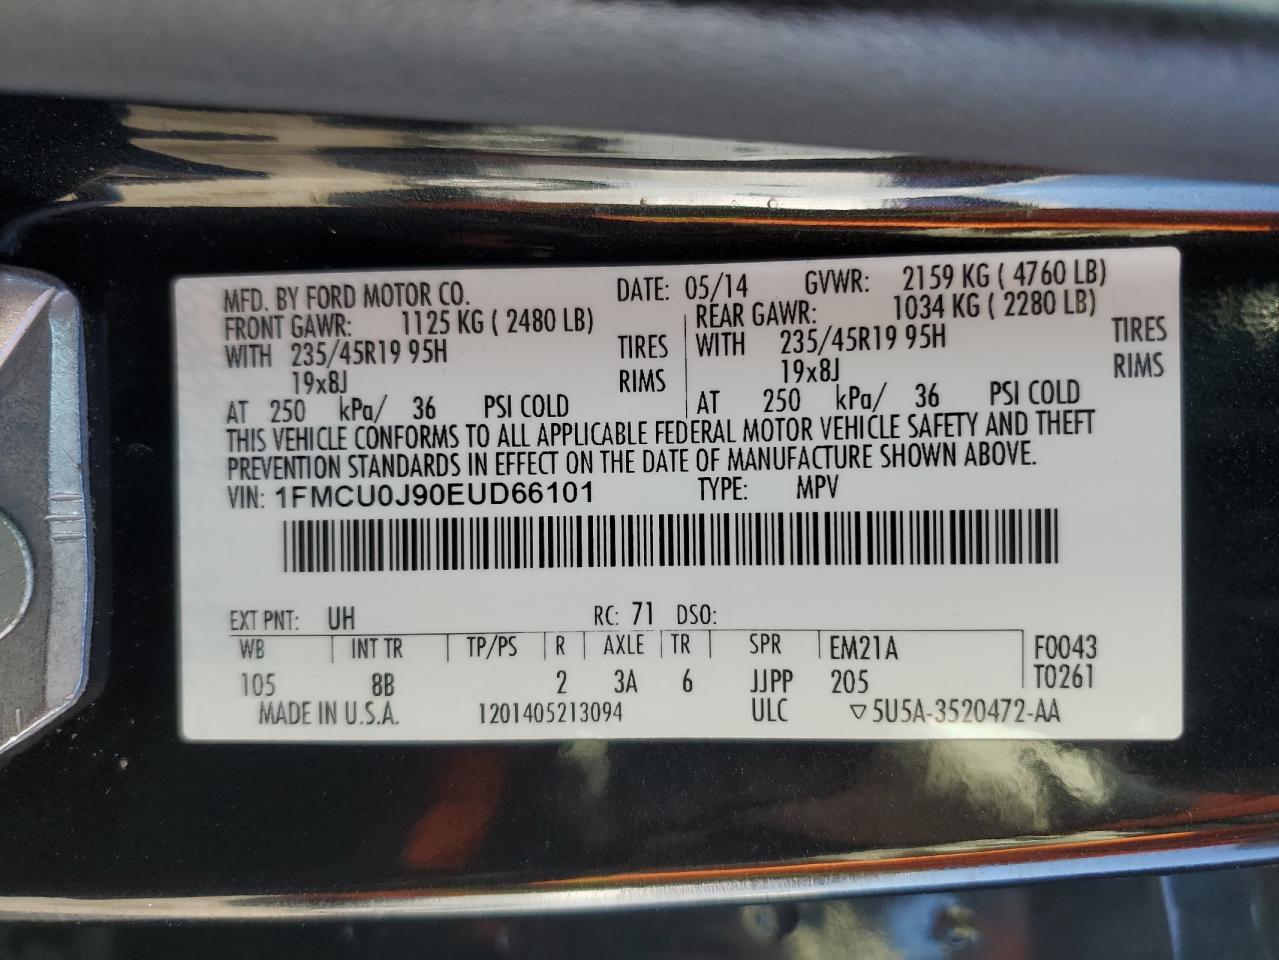 MFD. BY FORD MOTOR CO. DATE: 05/14 GVWR: 2159 KG ( 4760 LB)
FRONT GAWR: 1125 KG ( 2480 LB) REAR GAWR: 1034 KG ( 2280 LB)
WITH 235/45R19 95H TIRES WITH 235/45R19 95H TIRES
19x8J RIMS 19x8J RIMS
AT 250 kPa/ 36 PSI COLD AT 250 kPa/ 36 PSI COLD
THIS VEHICLE CONFORMS TO ALL APPLICABLE FEDERAL MOTOR VEHICLE SAFETY AND THEFT
PREVENTION STANDARDS IN EFFECT ON THE DATE OF MANUFACTURE SHOWN ABOVE.
VIN: 1FMCU0J90EUD66101 TYPE: MPV
EXT PNT: UH RC: 71 DSO:
WB INT TR TP/PS R AXLE TR SPR EM21A F0043
105 8B 2 3A 6 JJPP 205 T0261
MADE IN U.S.A. 1201405213094 ULC ▽5U5A-3520472-AA